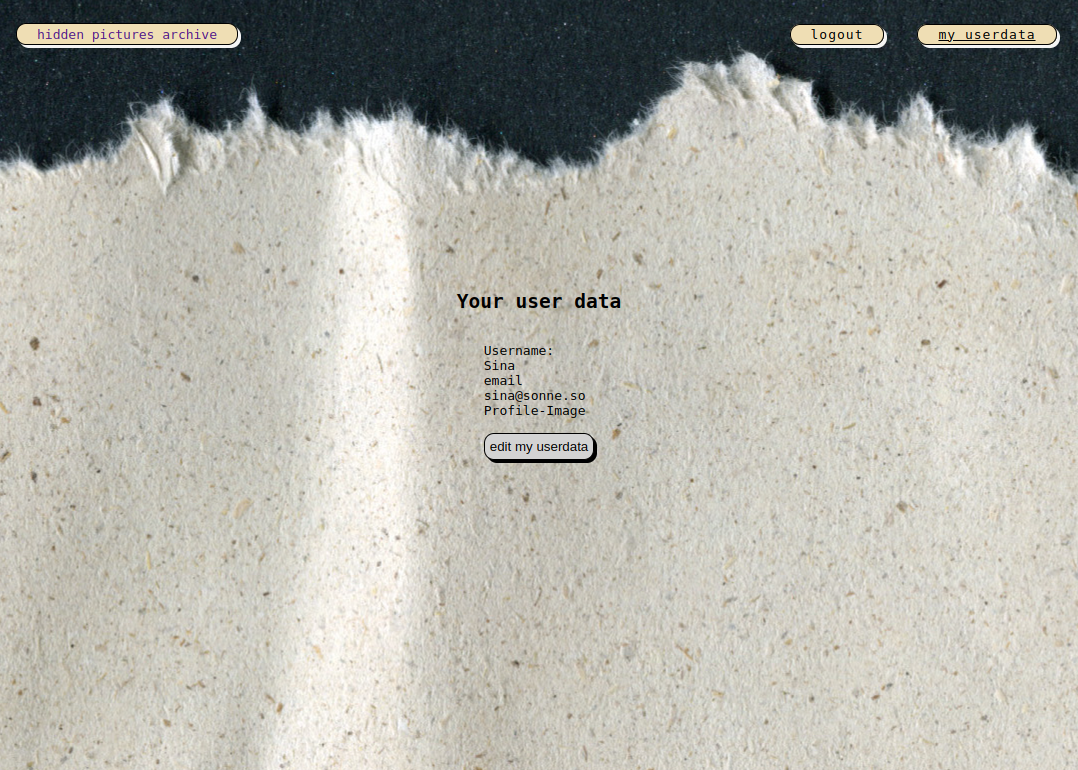 hidden pictures archive
logout
my userdata
Your user data
Username:
Sina
email
sina@sonne.so
Profile-Image
edit my userdata